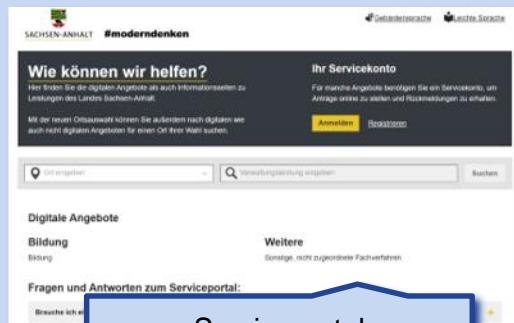 Gebärdensprache Leichte Sprache
SACHSEN-ANHALT #moderndenken
Wie können wir helfen?
Hier finden Sie die digitalen Angebote als auch Informationsseiten zu
Leistungen des Landes Sachsen-Anhalt.
Mit der neuen Ortsauswahl können Sie außerdem nach digitalen wie
auch nicht digitalen Angeboten für einen Ort Ihrer Wahl suchen.
Ihr Servicekonto
Für manche Angebote benötigen Sie ein Servicekonto, um
Anträge online zu stellen und Rückmeldungen zu erhalten.
Anmelden Registrieren
Ort eingeben
Verwaltungsleistung eingeben
Suchen
Digitale Angebote
Bildung
Bildung
Weitere
Sonstige, nicht zugeordnete Fachverfahren
Fragen und Antworten zum Serviceportal:
Brauche ich